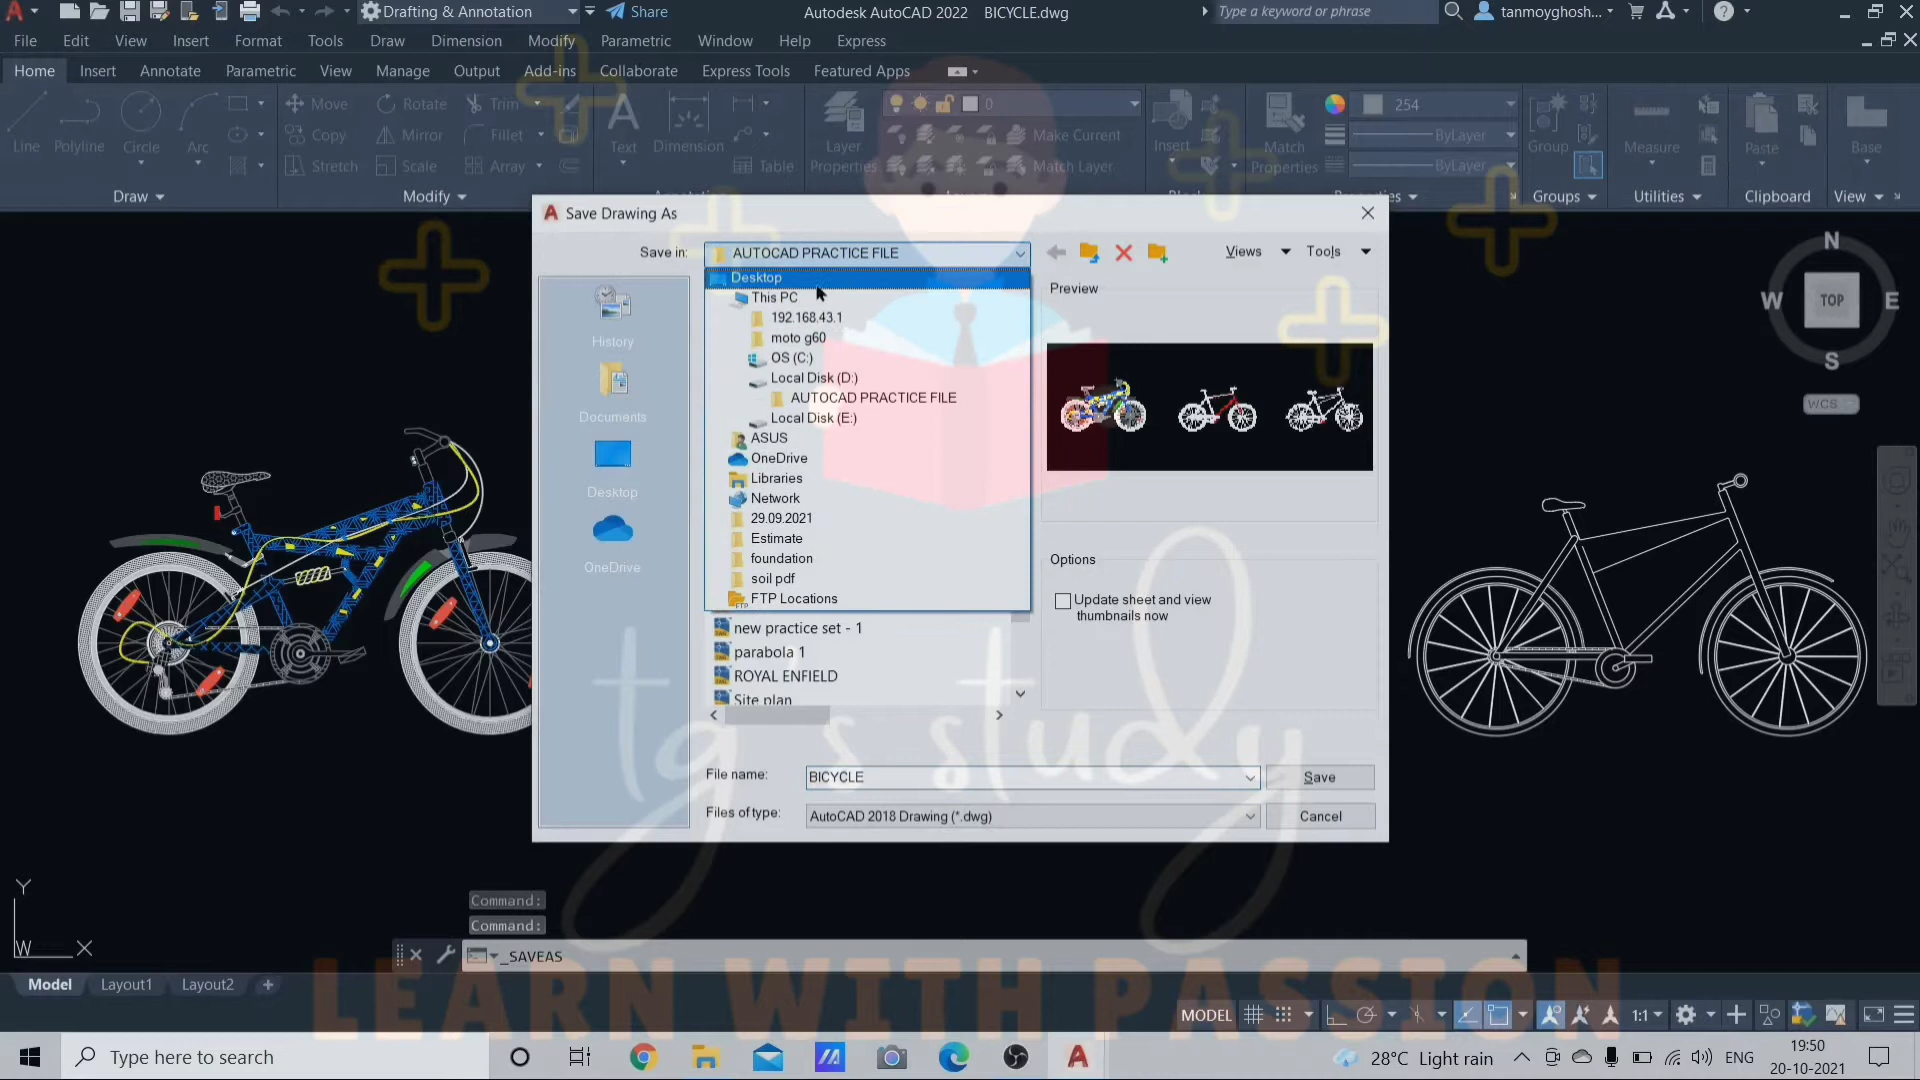 Drafting & Annotation
Share
Autodesk AutoCAD 2022 BICYCLE.dwg
Type a keyword or phrase
tanmoyghosh...
File Edit View Insert Format Tools Draw Dimension Modify Parametric Window Help Express
Home Insert Annotate Parametric View Manage Output Add-ins Collaborate Express Tools Featured Apps
Move Rotate Trim 0 254
Line Polyline Circle Arc Copy Mirror Fillet Text Dimension Layer Properties Make Current Insert Match Properties ByLayer Group Measure Paste Base
Stretch Scale Array Table Match Layer ByLayer
Draw Modify Groups Utilities Clipboard View
Save Drawing As
Save in: AUTOCAD PRACTICE FILE
Views Tools
Desktop
This PC
192.168.43.1
moto g60
OS (C:)
Local Disk (D:)
AUTOCAD PRACTICE FILE
Local Disk (E:)
ASUS
OneDrive
Libraries
Network
29.09.2021
Estimate
foundation
soil pdf
FTP Locations
new practice set - 1
parabola 1
ROYAL ENFIELD
Site plan
History
Documents
Desktop
OneDrive
Preview
Options
Update sheet and view
thumbnails now
File name: BICYCLE Save
Files of type: AutoCAD 2018 Drawing (*.dwg) Cancel
N
W TOP E
S
WCS
tg's study
LEARN WITH PASSION
Y
W X
Command:
Command:
_SAVEAS
Model Layout1 Layout2 +
MODEL 1:1
Type here to search
28°C Light rain ENG 19:50
20-10-2021